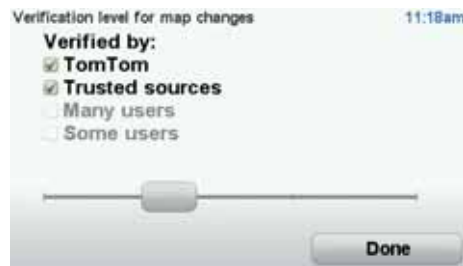 Verification level for map changes 11:18am
Verified by:
TomTom
Trusted sources
Many users
Some users
Done